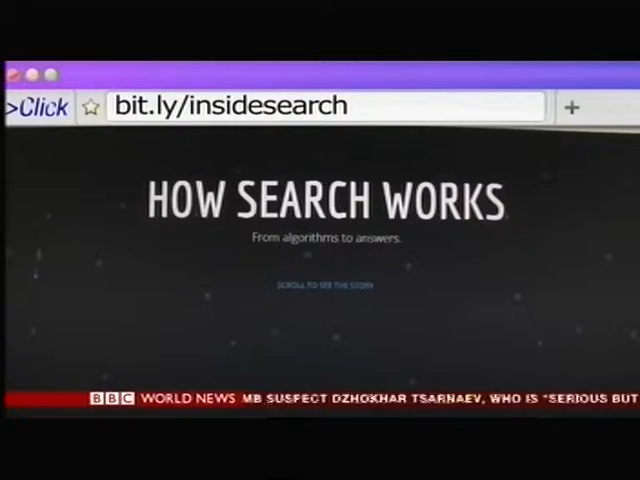 >Click
bit.ly/insidesearch
+
HOW SEARCH WORKS
From algorithms to answers.
SCROLL TO SEE THE STORY
BBC WORLD NEWS MB SUSPECT DZHOKHAR TSARNAEV, WHO IS "SERIOUS BUT